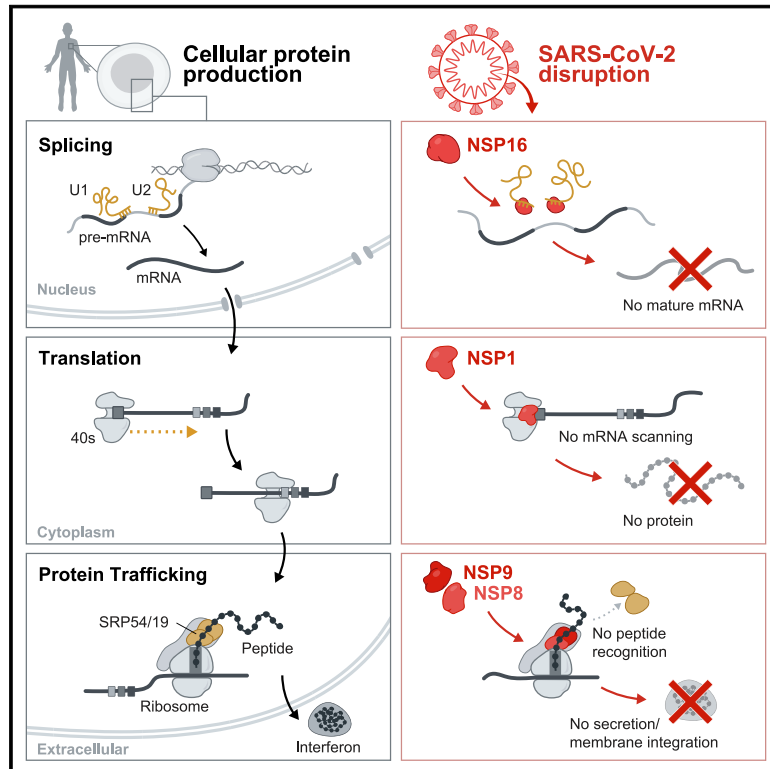 Cellular protein
production
SARS-CoV-2
disruption
Splicing
U1
U2
pre-mRNA
mRNA
Nucleus
NSP16
No mature mRNA
Translation
40s
Cytoplasm
NSP1
No mRNA scanning
No protein
Protein Trafficking
SRP54/19
Peptide
Ribosome
Interferon
Extracellular
NSP9
NSP8
No peptide
recognition
No secretion/
membrane integration